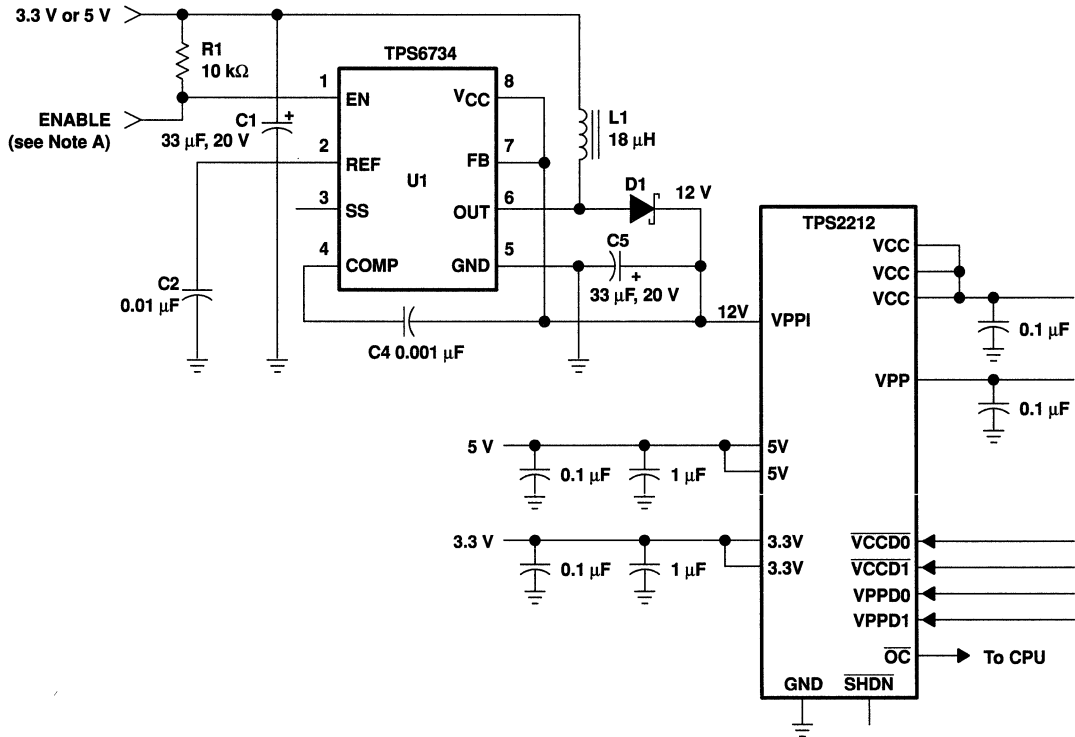 3.3 V or 5 V
R1
10 kΩ
ENABLE
(see Note A)
C1
+
33 µF, 20 V
TPS6734
1
EN
2
REF
3
SS
4
COMP
U1
8
VCC
7
FB
6
OUT
5
GND
L1
18 µH
D1
12 V
C5
+
33 µF, 20 V
C2
0.01 µF
C4 0.001 µF
12V
TPS2212
VCC
VCC
VCC
0.1 µF
VPPI
VPP
0.1 µF
5 V
0.1 µF
1 µF
5V
5V
3.3 V
0.1 µF
1 µF
3.3V
3.3V
VCCD0
VCCD1
VPPD0
VPPD1
OC
To CPU
GND
SHDN